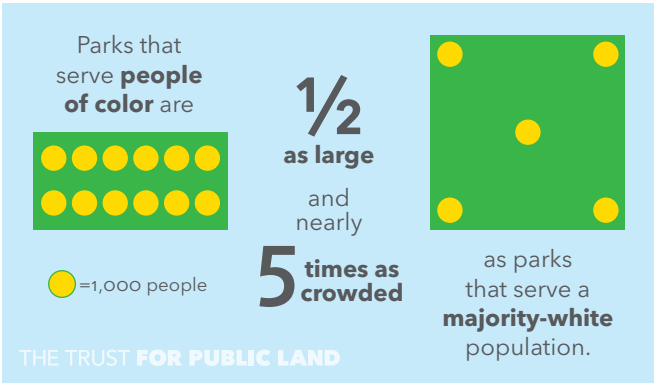 Parks that
serve people
of color are
=1,000 people
½
as large
and
nearly
5 times as
crowded
as parks
that serve a
majority-white
population.
THE TRUST FOR PUBLIC LAND